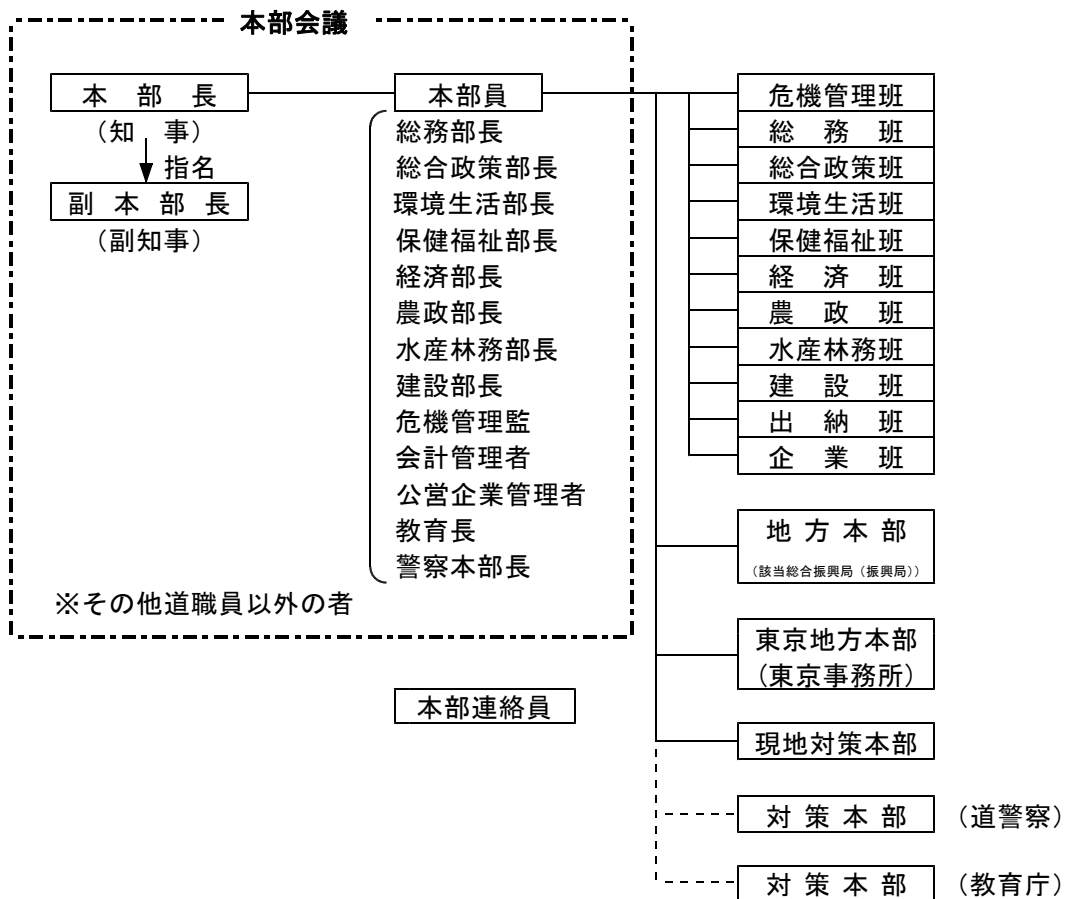 本部会議
本　部　長
（知　事）
指名
副　本　部　長
（副知事）
本部員
総務部長
総合政策部長
環境生活部長
保健福祉部長
経済部長
農政部長
水産林務部長
建設部長
危機管理監
会計管理者
公営企業管理者
教育長
警察本部長
※その他道職員以外の者
本部連絡員
危機管理班
総　務　班
総合政策班
環境生活班
保健福祉班
経　済　班
農　政　班
水産林務班
建　設　班
出　納　班
企　業　班
地　方　本　部
（該当総合振興局（振興局））
東京地方本部
（東京事務所）
現地対策本部
対　策　本　部　（道警察）
対　策　本　部　（教育庁）